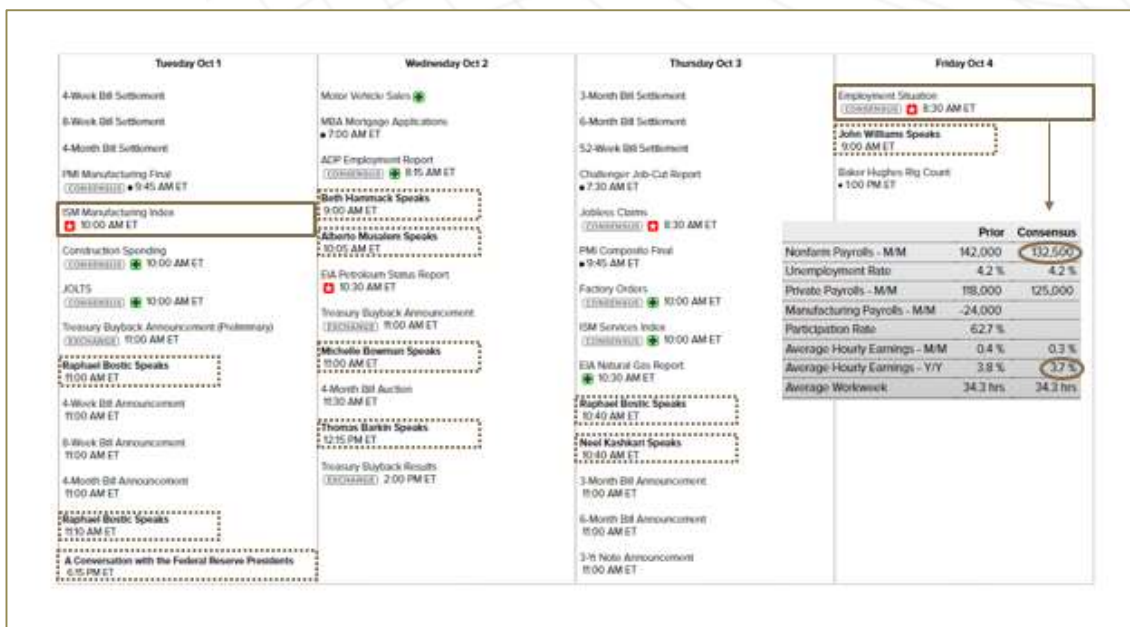 Tuesday Oct 1
4-Week Bill Settlement
8-Week Bill Settlement
4-Month Bill Settlement
PMI Manufacturing Final
CONSENSUS • 9:45 AM ET
ISM Manufacturing Index
10:00 AM ET
Construction Spending
CONSENSUS 10:00 AM ET
JOLTS
CONSENSUS 10:00 AM ET
Treasury Buyback Announcement (Preliminary)
EXCHANGE 11:00 AM ET
Raphael Bostic Speaks
11:00 AM ET
4-Week Bill Announcement
11:00 AM ET
8-Week Bill Announcement
11:00 AM ET
4-Month Bill Announcement
11:00 AM ET
Raphael Bostic Speaks
11:10 AM ET
A Conversation with the Federal Reserve Presidents
6:15 PM ET
Wednesday Oct 2
Motor Vehicle Sales
MBA Mortgage Applications
• 7:00 AM ET
ADP Employment Report
CONSENSUS 8:15 AM ET
Beth Hammack Speaks
9:00 AM ET
Alberto Musalem Speaks
10:05 AM ET
EIA Petroleum Status Report
10:30 AM ET
Treasury Buyback Announcement
EXCHANGE 11:00 AM ET
Michelle Bowman Speaks
11:00 AM ET
4-Month Bill Auction
11:30 AM ET
Thomas Barkin Speaks
12:15 PM ET
Treasury Buyback Results
EXCHANGE 2:00 PM ET
Thursday Oct 3
3-Month Bill Settlement
6-Month Bill Settlement
52-Week Bill Settlement
Challenger Job-Cut Report
• 7:30 AM ET
Jobless Claims
CONSENSUS 8:30 AM ET
PMI Composite Final
• 9:45 AM ET
Factory Orders
CONSENSUS 10:00 AM ET
ISM Services Index
CONSENSUS 10:00 AM ET
EIA Natural Gas Report
10:30 AM ET
Raphael Bostic Speaks
10:40 AM ET
Neel Kashkari Speaks
10:40 AM ET
3-Month Bill Announcement
11:00 AM ET
6-Month Bill Announcement
11:00 AM ET
3-Yr Note Announcement
11:00 AM ET
Friday Oct 4
Employment Situation
CONSENSUS 8:30 AM ET
John Williams Speaks
9:00 AM ET
Baker Hughes Rig Count
• 1:00 PM ET
Prior Consensus
Nonfarm Payrolls - M/M 142,000 132,500
Unemployment Rate 4.2 % 4.2 %
Private Payrolls - M/M 118,000 125,000
Manufacturing Payrolls - M/M -24,000
Participation Rate 62.7 %
Average Hourly Earnings - M/M 0.4 % 0.3 %
Average Hourly Earnings - Y/Y 3.8 % 3.7 %
Average Workweek 34.3 hrs 34.3 hrs